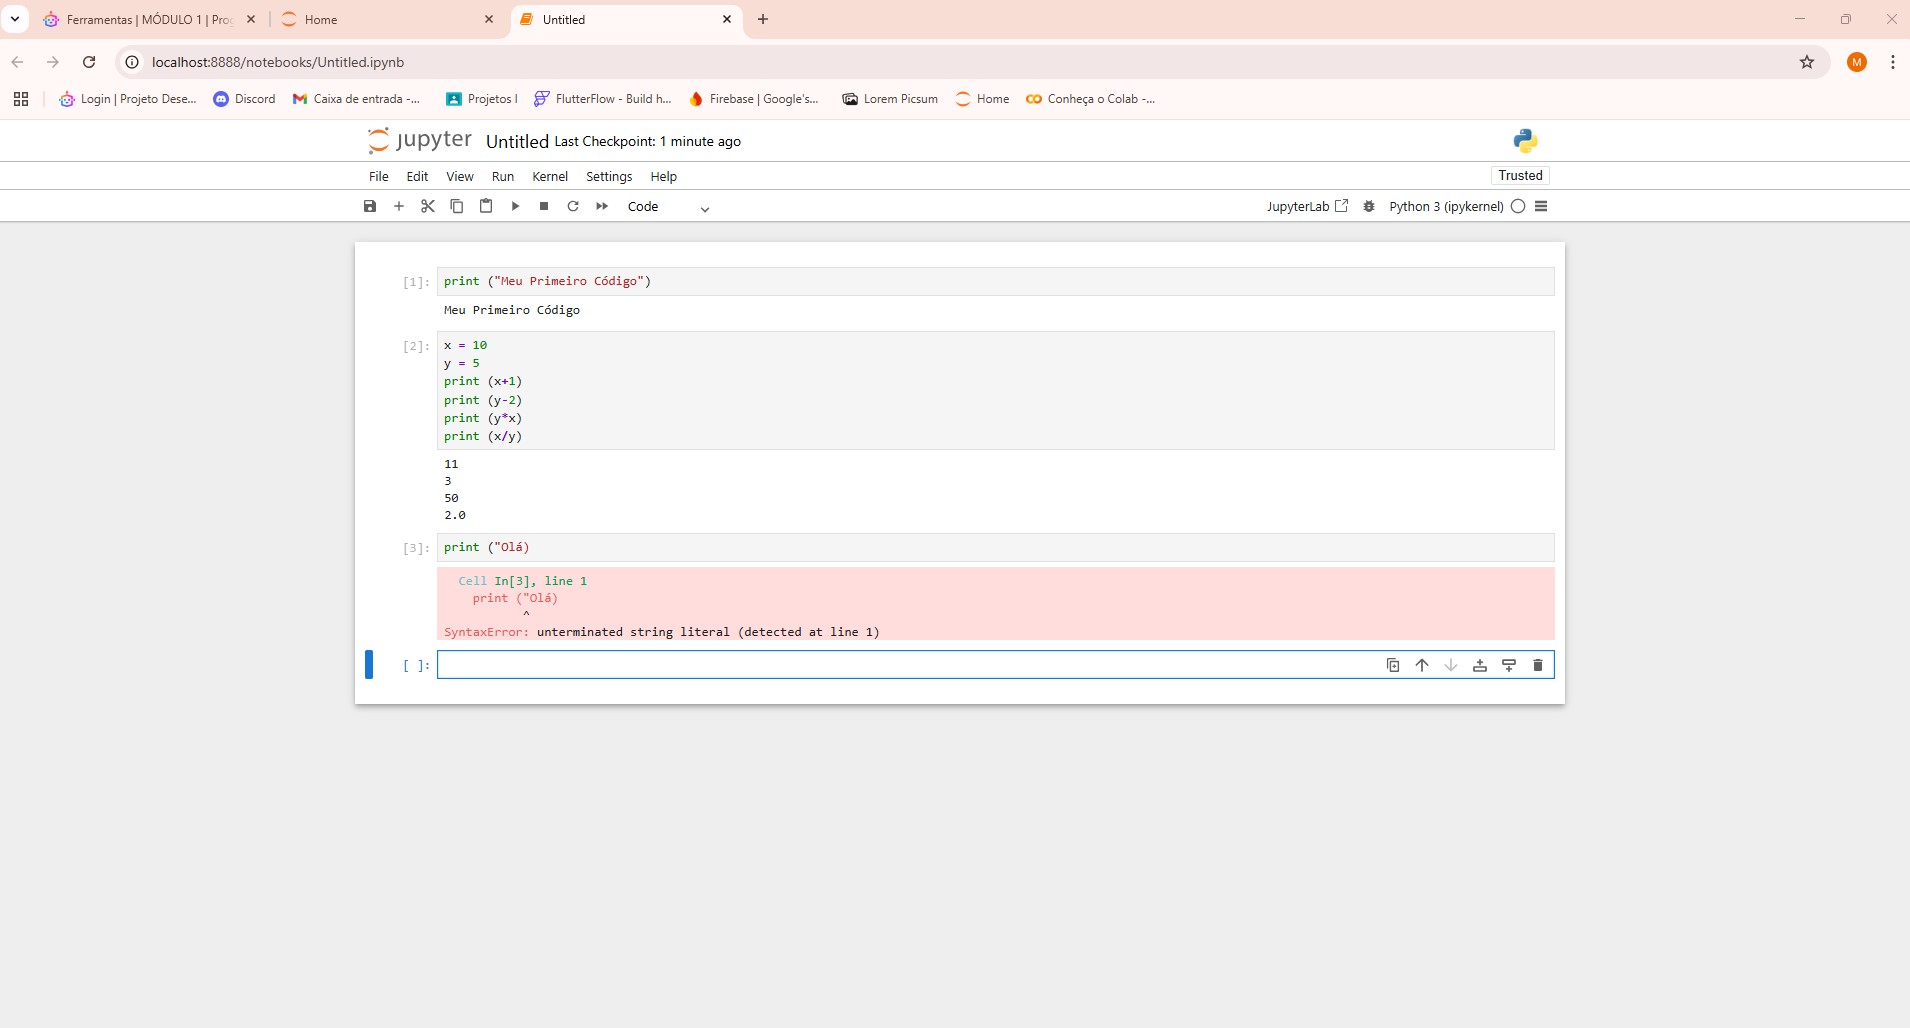 Ferramentas | MÓDULO 1 | Prog
Home
Untitled
localhost:8888/notebooks/Untitled.ipynb
M
Login | Projeto Dese...
Discord
Caixa de entrada -...
Projetos I
FlutterFlow - Build h...
Firebase | Google's...
Lorem Picsum
Home
Conheça o Colab -...
jupyter
Untitled Last Checkpoint: 1 minute ago
File Edit View Run Kernel Settings Help
Trusted
Code
JupyterLab
Python 3 (ipykernel)
[1]: print ("Meu Primeiro Código")
Meu Primeiro Código
[2]: x = 10
y = 5
print (x+1)
print (y-2)
print (y*x)
print (x/y)
11
3
50
2.0
[3]: print ("Olá)
Cell In[3], line 1
print ("Olá)
^
SyntaxError: unterminated string literal (detected at line 1)
[ ]: